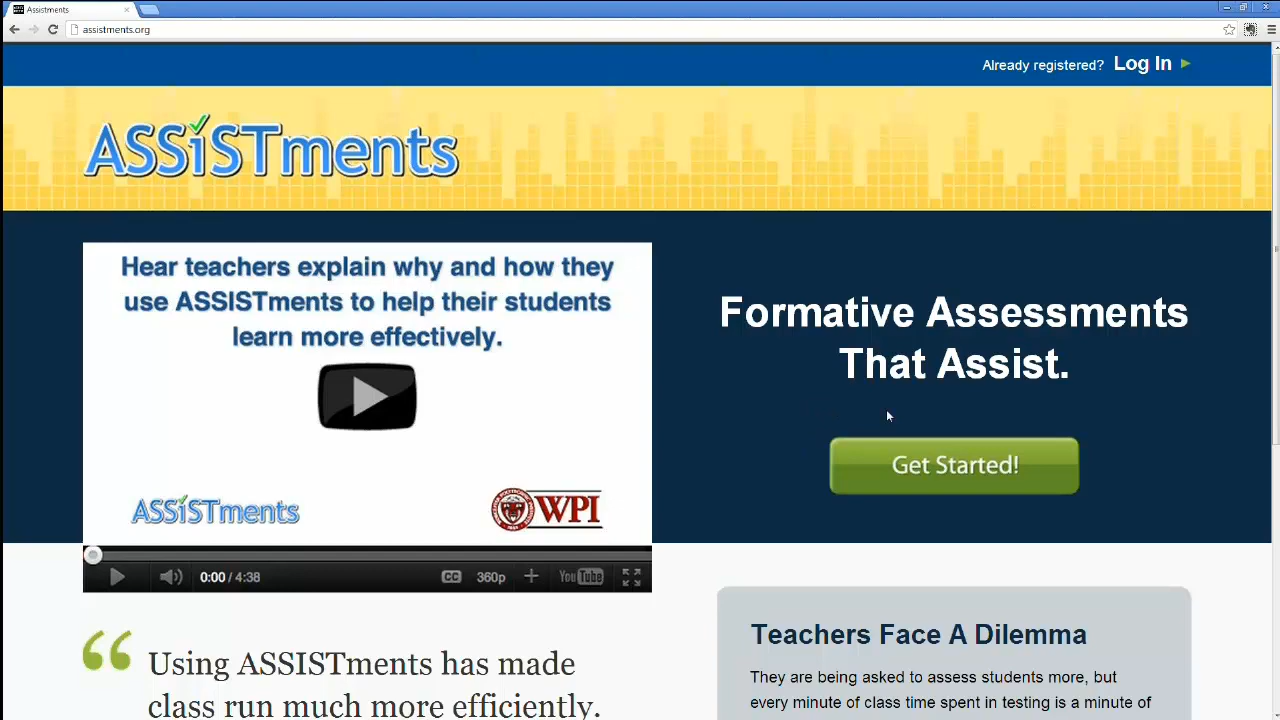 Assistments
assistments.org
Already registered? Log In
ASSiSTments
Hear teachers explain why and how they
use ASSISTments to help their students
learn more effectively.
ASSiSTments
WPI
0:00 / 4:38
CC
360p
YouTube
Formative Assessments
That Assist.
Get Started!
“ Using ASSISTments has made
class run much more efficiently.
Teachers Face A Dilemma
They are being asked to assess students more, but
every minute of class time spent in testing is a minute of